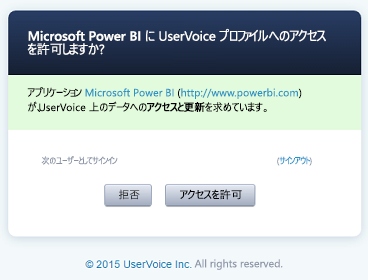 Microsoft Power BI に UserVoice プロファイルへのアクセス
を許可しますか?
アプリケーション Microsoft Power BI (http://www.powerbi.com)
が、UserVoice 上のデータへのアクセスと更新を求めています。
次のユーザーとしてサインイン (サインアウト)
拒否 アクセスを許可
© 2015 UserVoice Inc. All rights reserved.